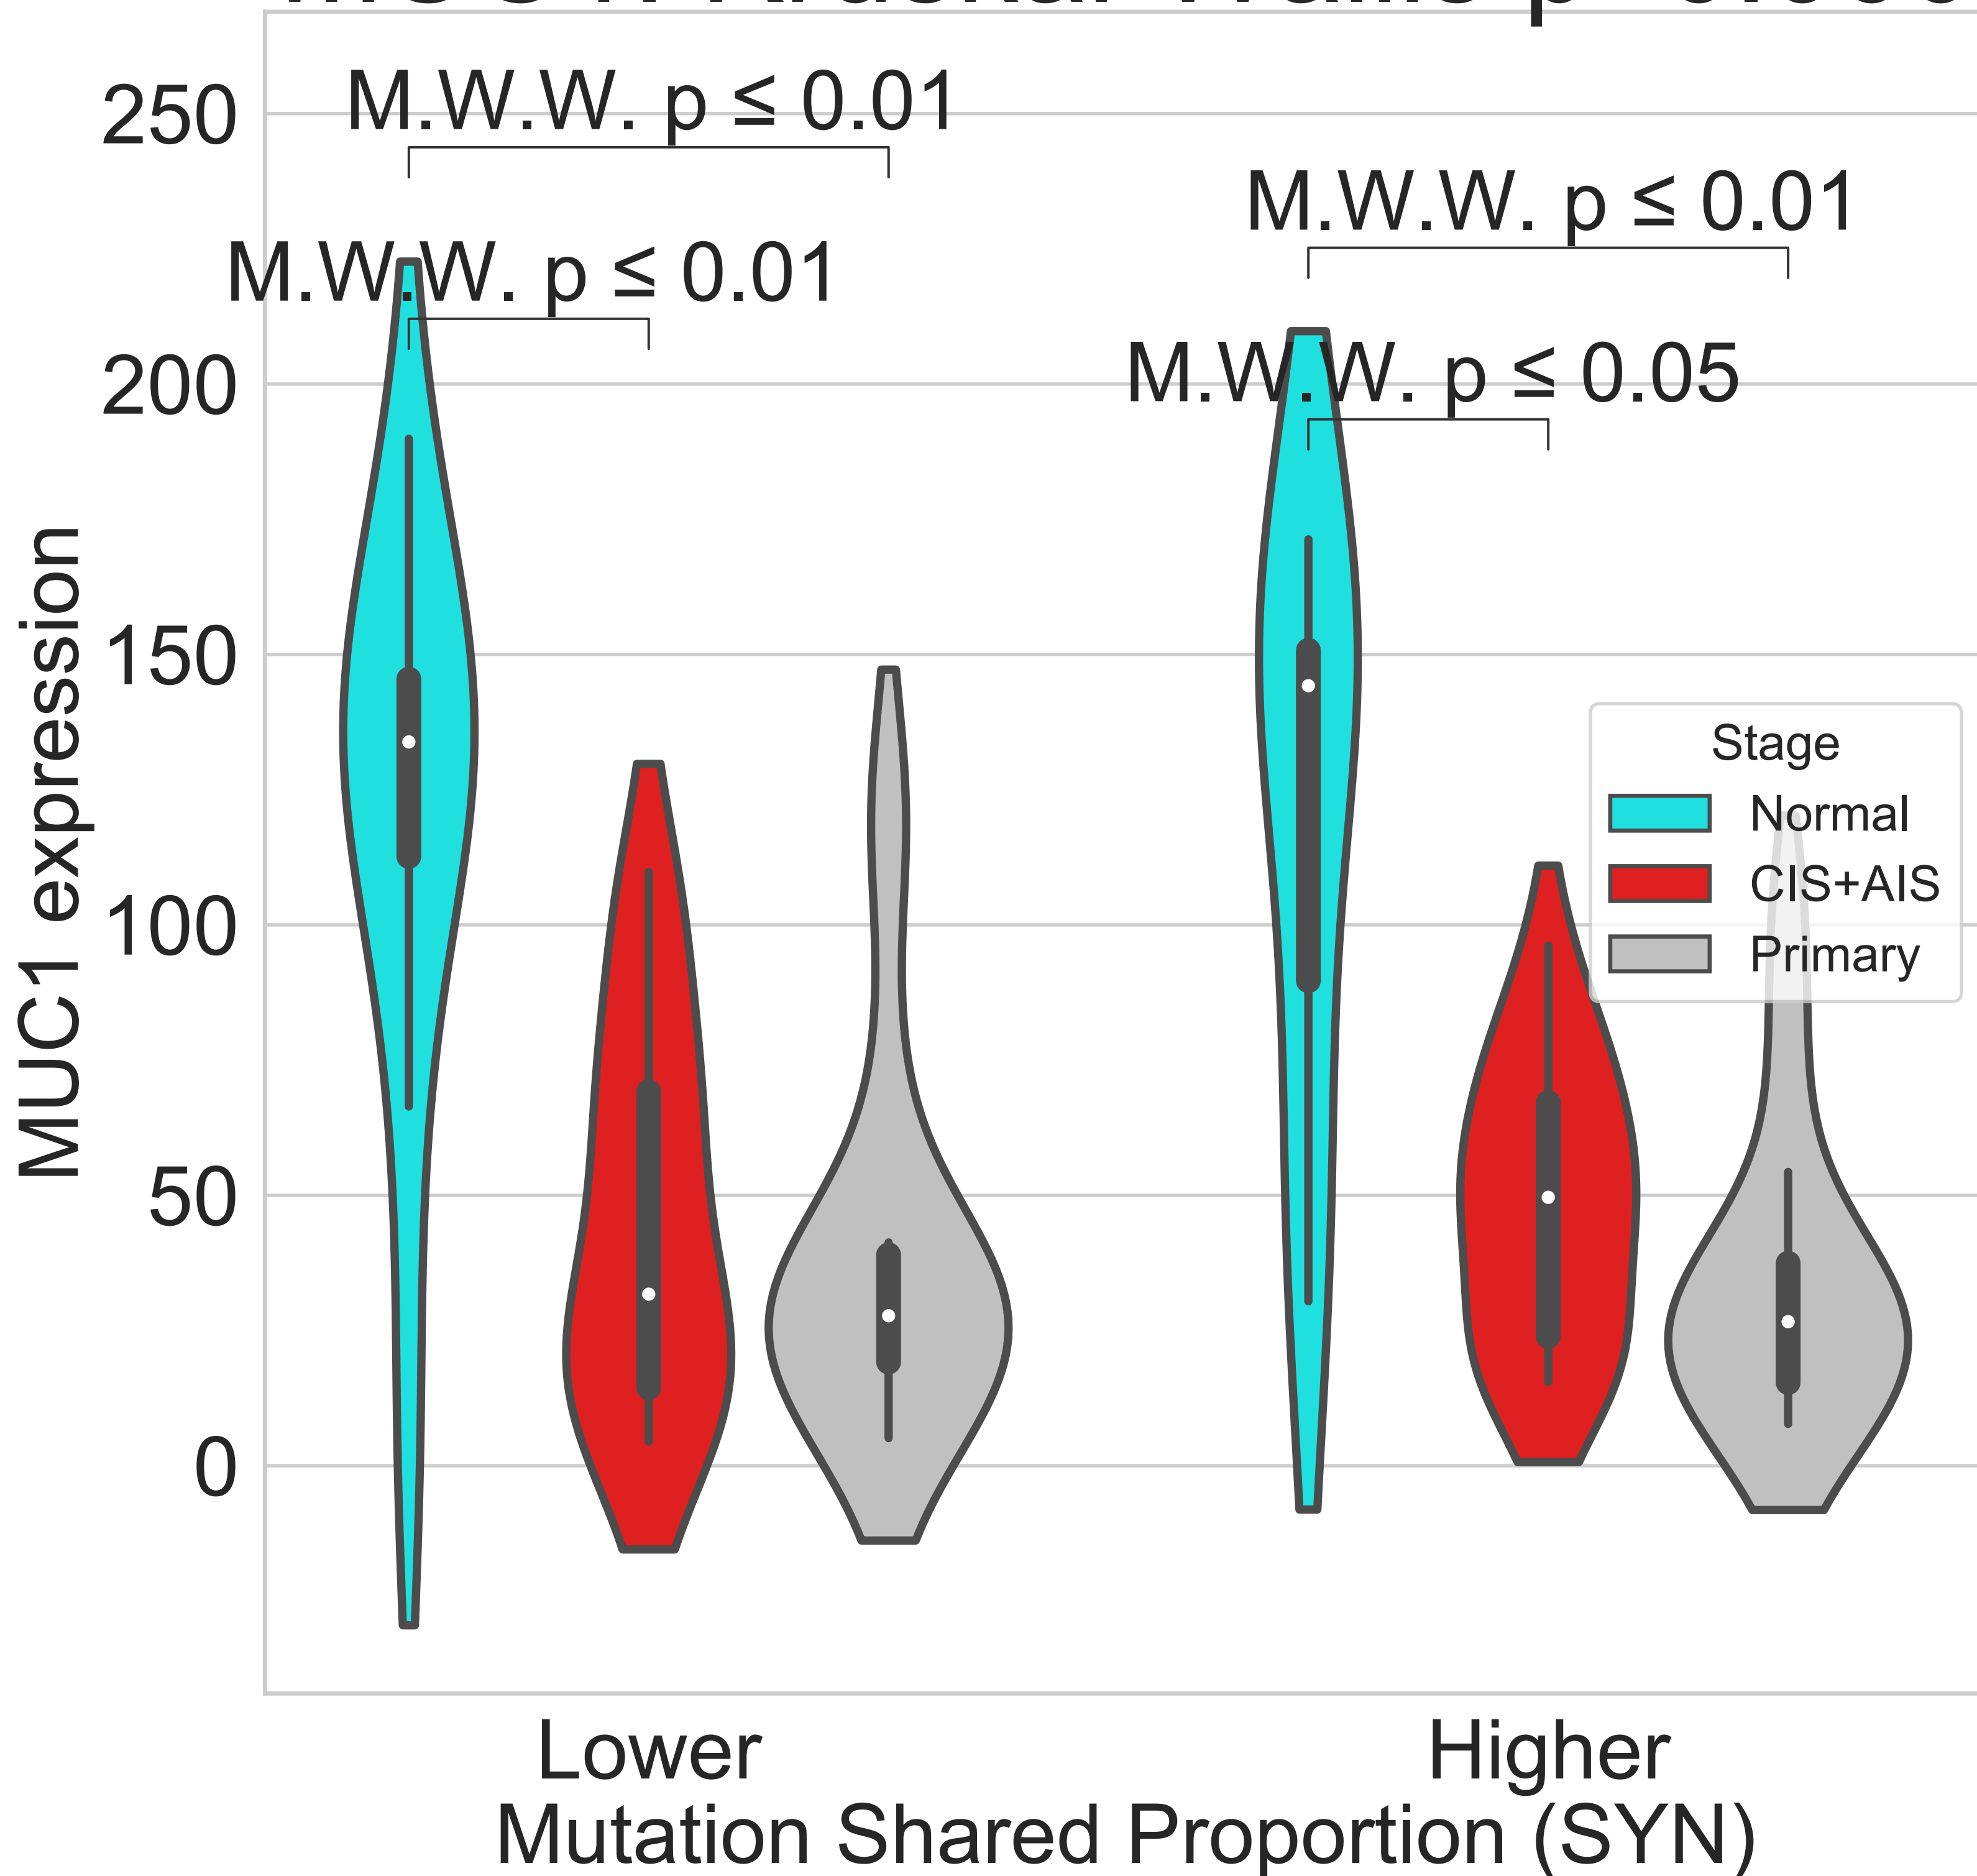 250
200
150
100
50
0
MUC1 expression
M.W.W. p ≤ 0.01
M.W.W. p ≤ 0.01
M.W.W. p ≤ 0.01
M.W.W. p ≤ 0.05
Stage
Normal
CIS+AIS
Primary
Lower
Higher
Mutation Shared Proportion (SYN)